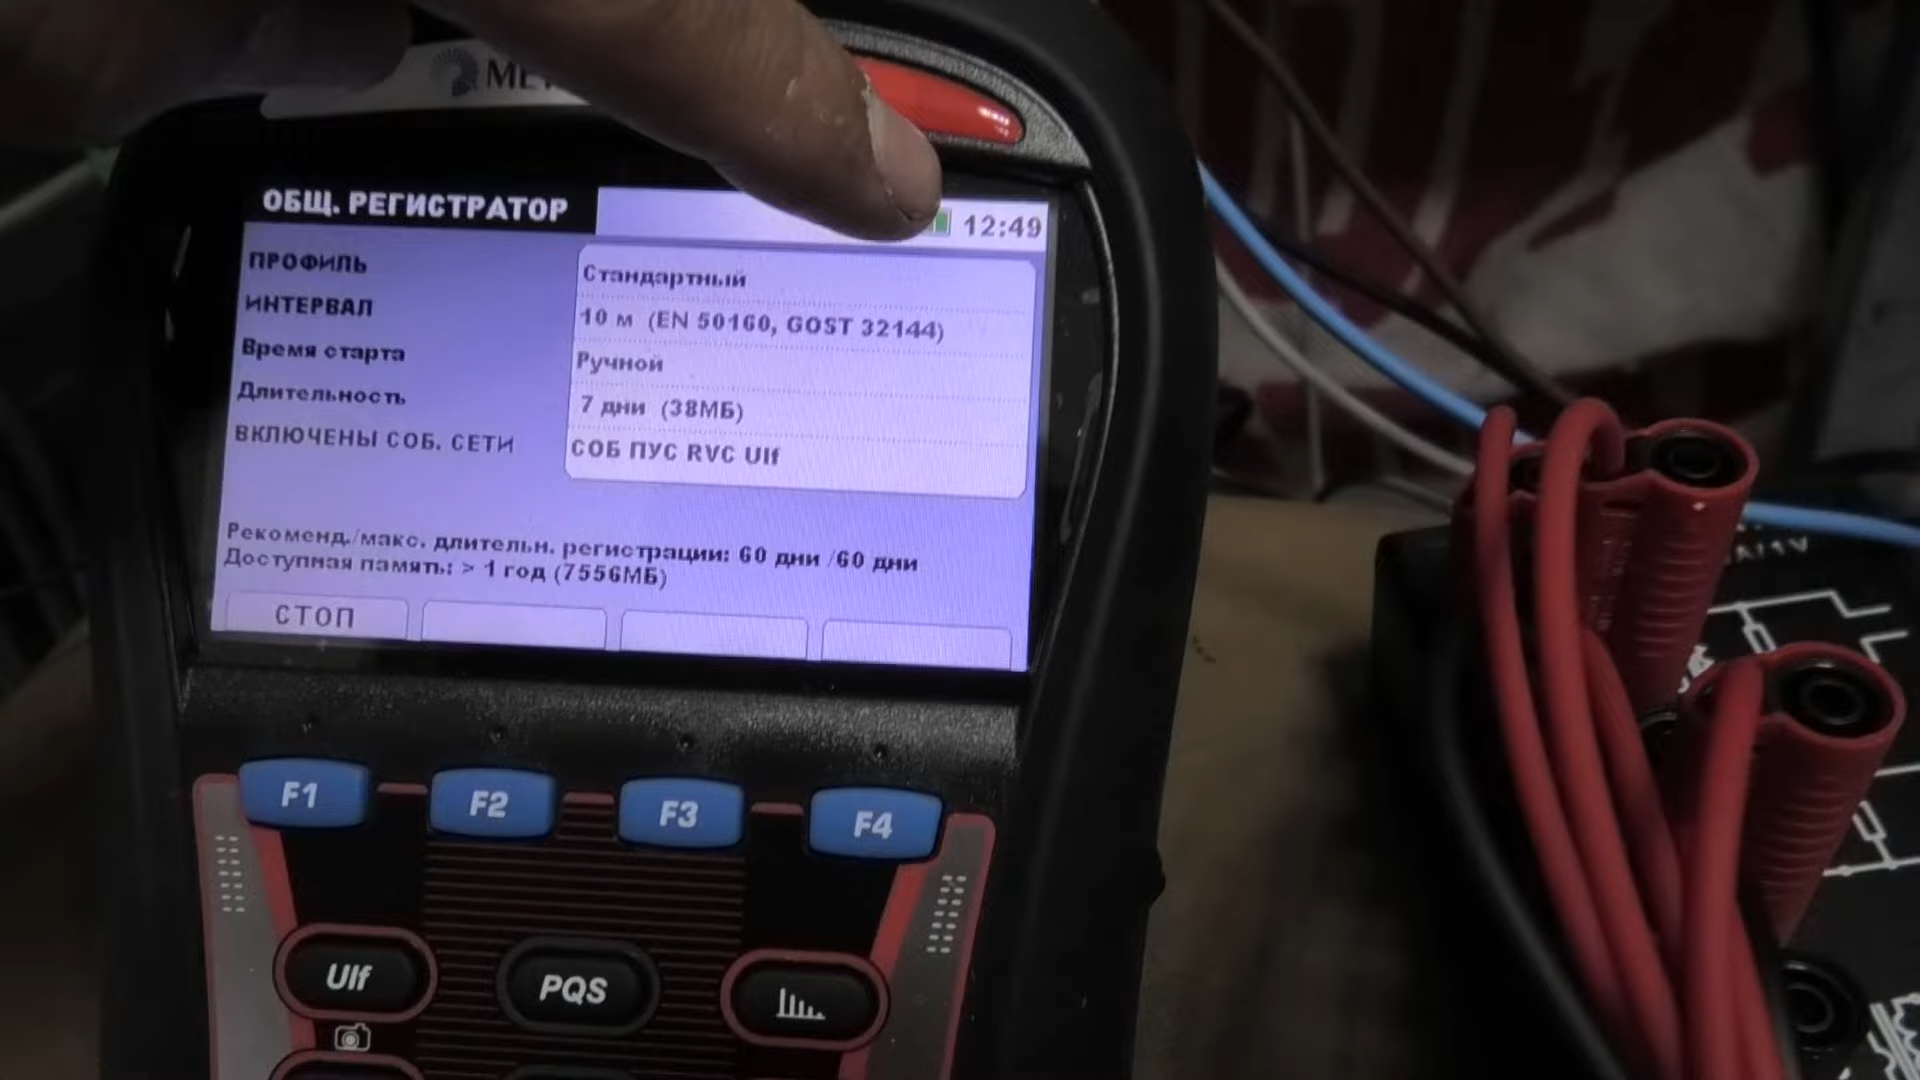 ОБЩ. РЕГИСТРАТОР
12:49
ПРОФИЛЬ
Стандартный
ИНТЕРВАЛ
10 м (EN 50160, GOST 32144)
Время старта
Ручной
Длительность
7 дни (38МБ)
ВКЛЮЧЕНЫ СОБ. СЕТИ
СОБ ПУС RVC UIf
Рекоменд./макс. длительн. регистрации: 60 дни /60 дни
Доступная память: > 1 год (7556МБ)
СТОП
F1
F2
F3
F4
UIf
PQS